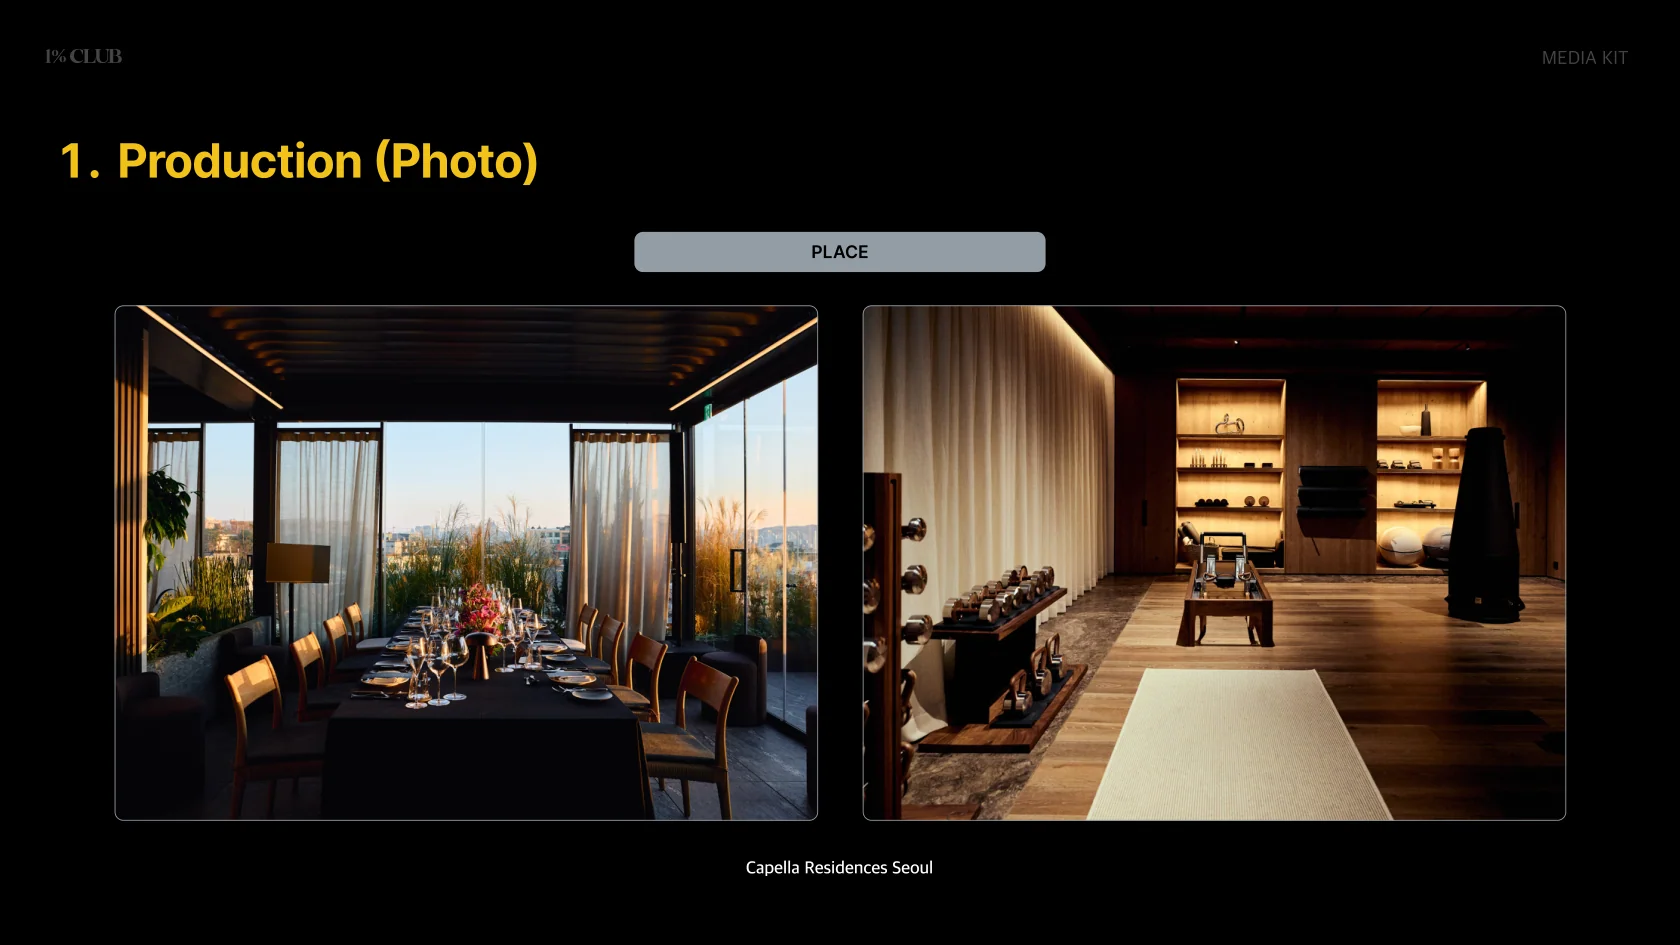 1% CLUB
MEDIA KIT
1. Production (Photo)
PLACE
Capella Residences Seoul